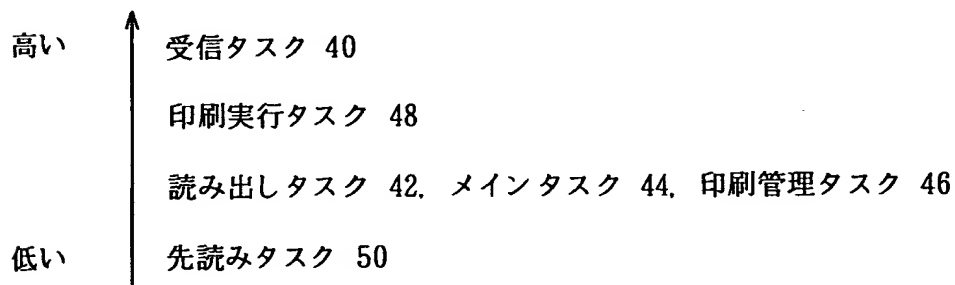 高い 受信タスク 40
印刷実行タスク 48
読み出しタスク 42, メインタスク 44, 印刷管理タスク 46
低い 先読みタスク 50